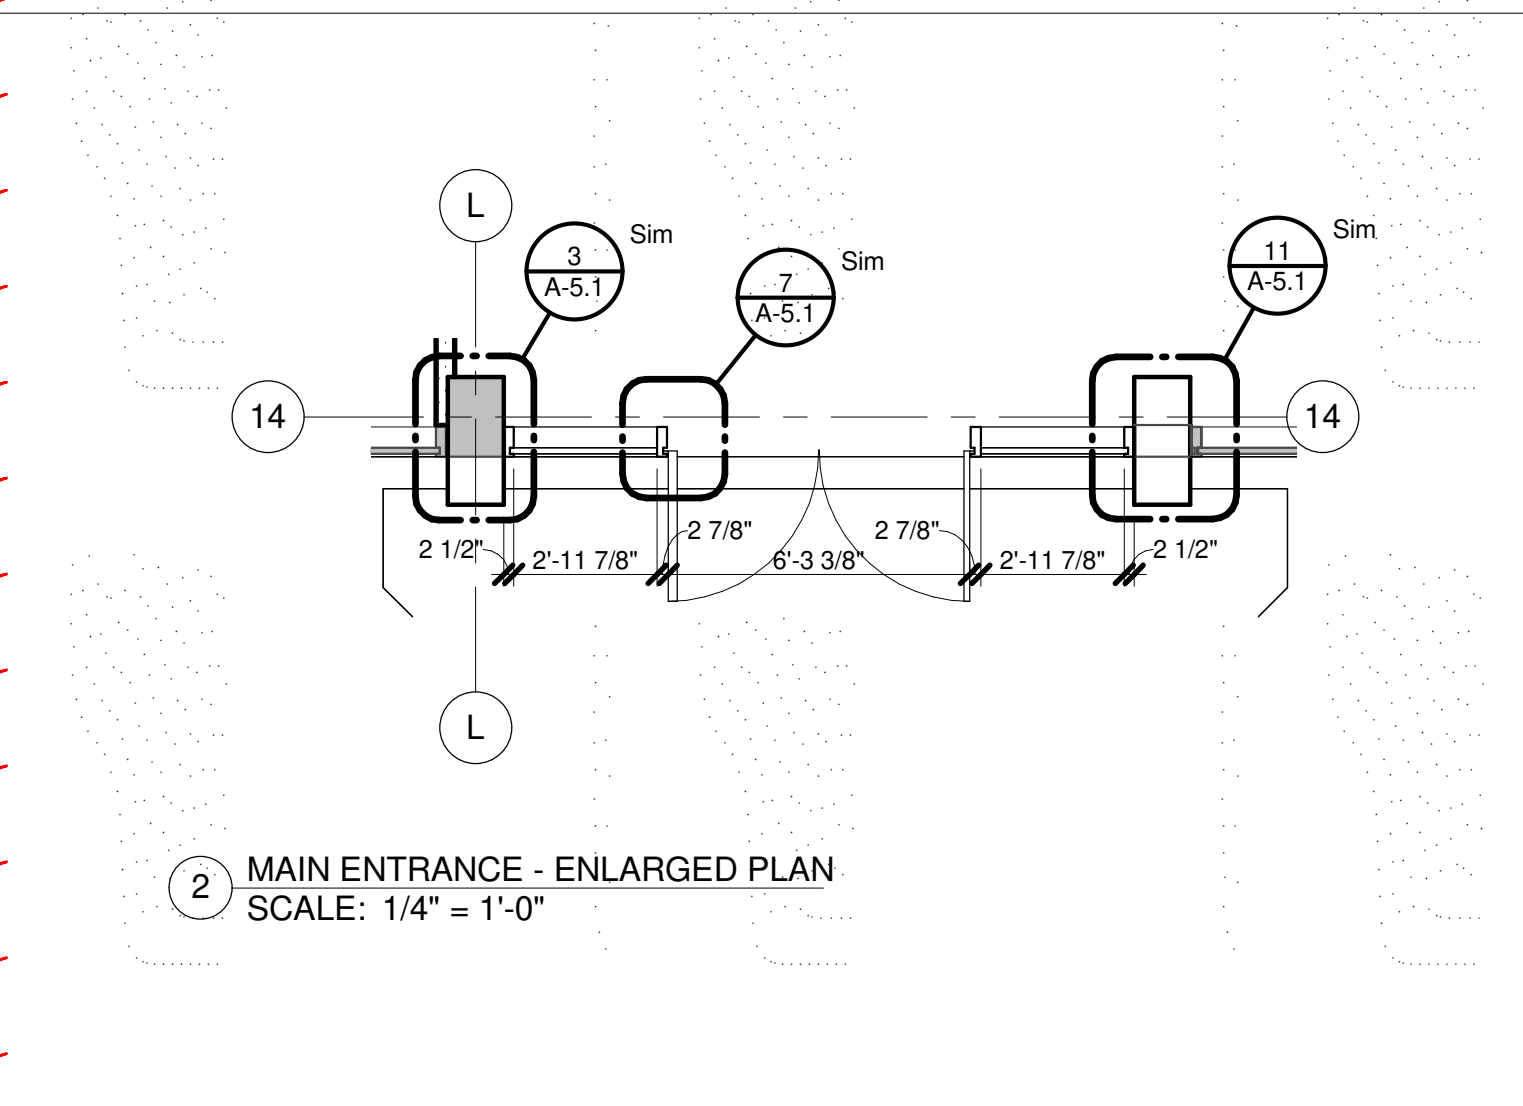 L
3
A-5.1
Sim
7
A-5.1
Sim
11
A-5.1
Sim
14
14
2 1/2"
2'-11 7/8"
2 7/8"
6'-3 3/8"
2 7/8"
2'-11 7/8"
2 1/2"
L
2
MAIN ENTRANCE - ENLARGED PLAN
SCALE: 1/4" = 1'-0"